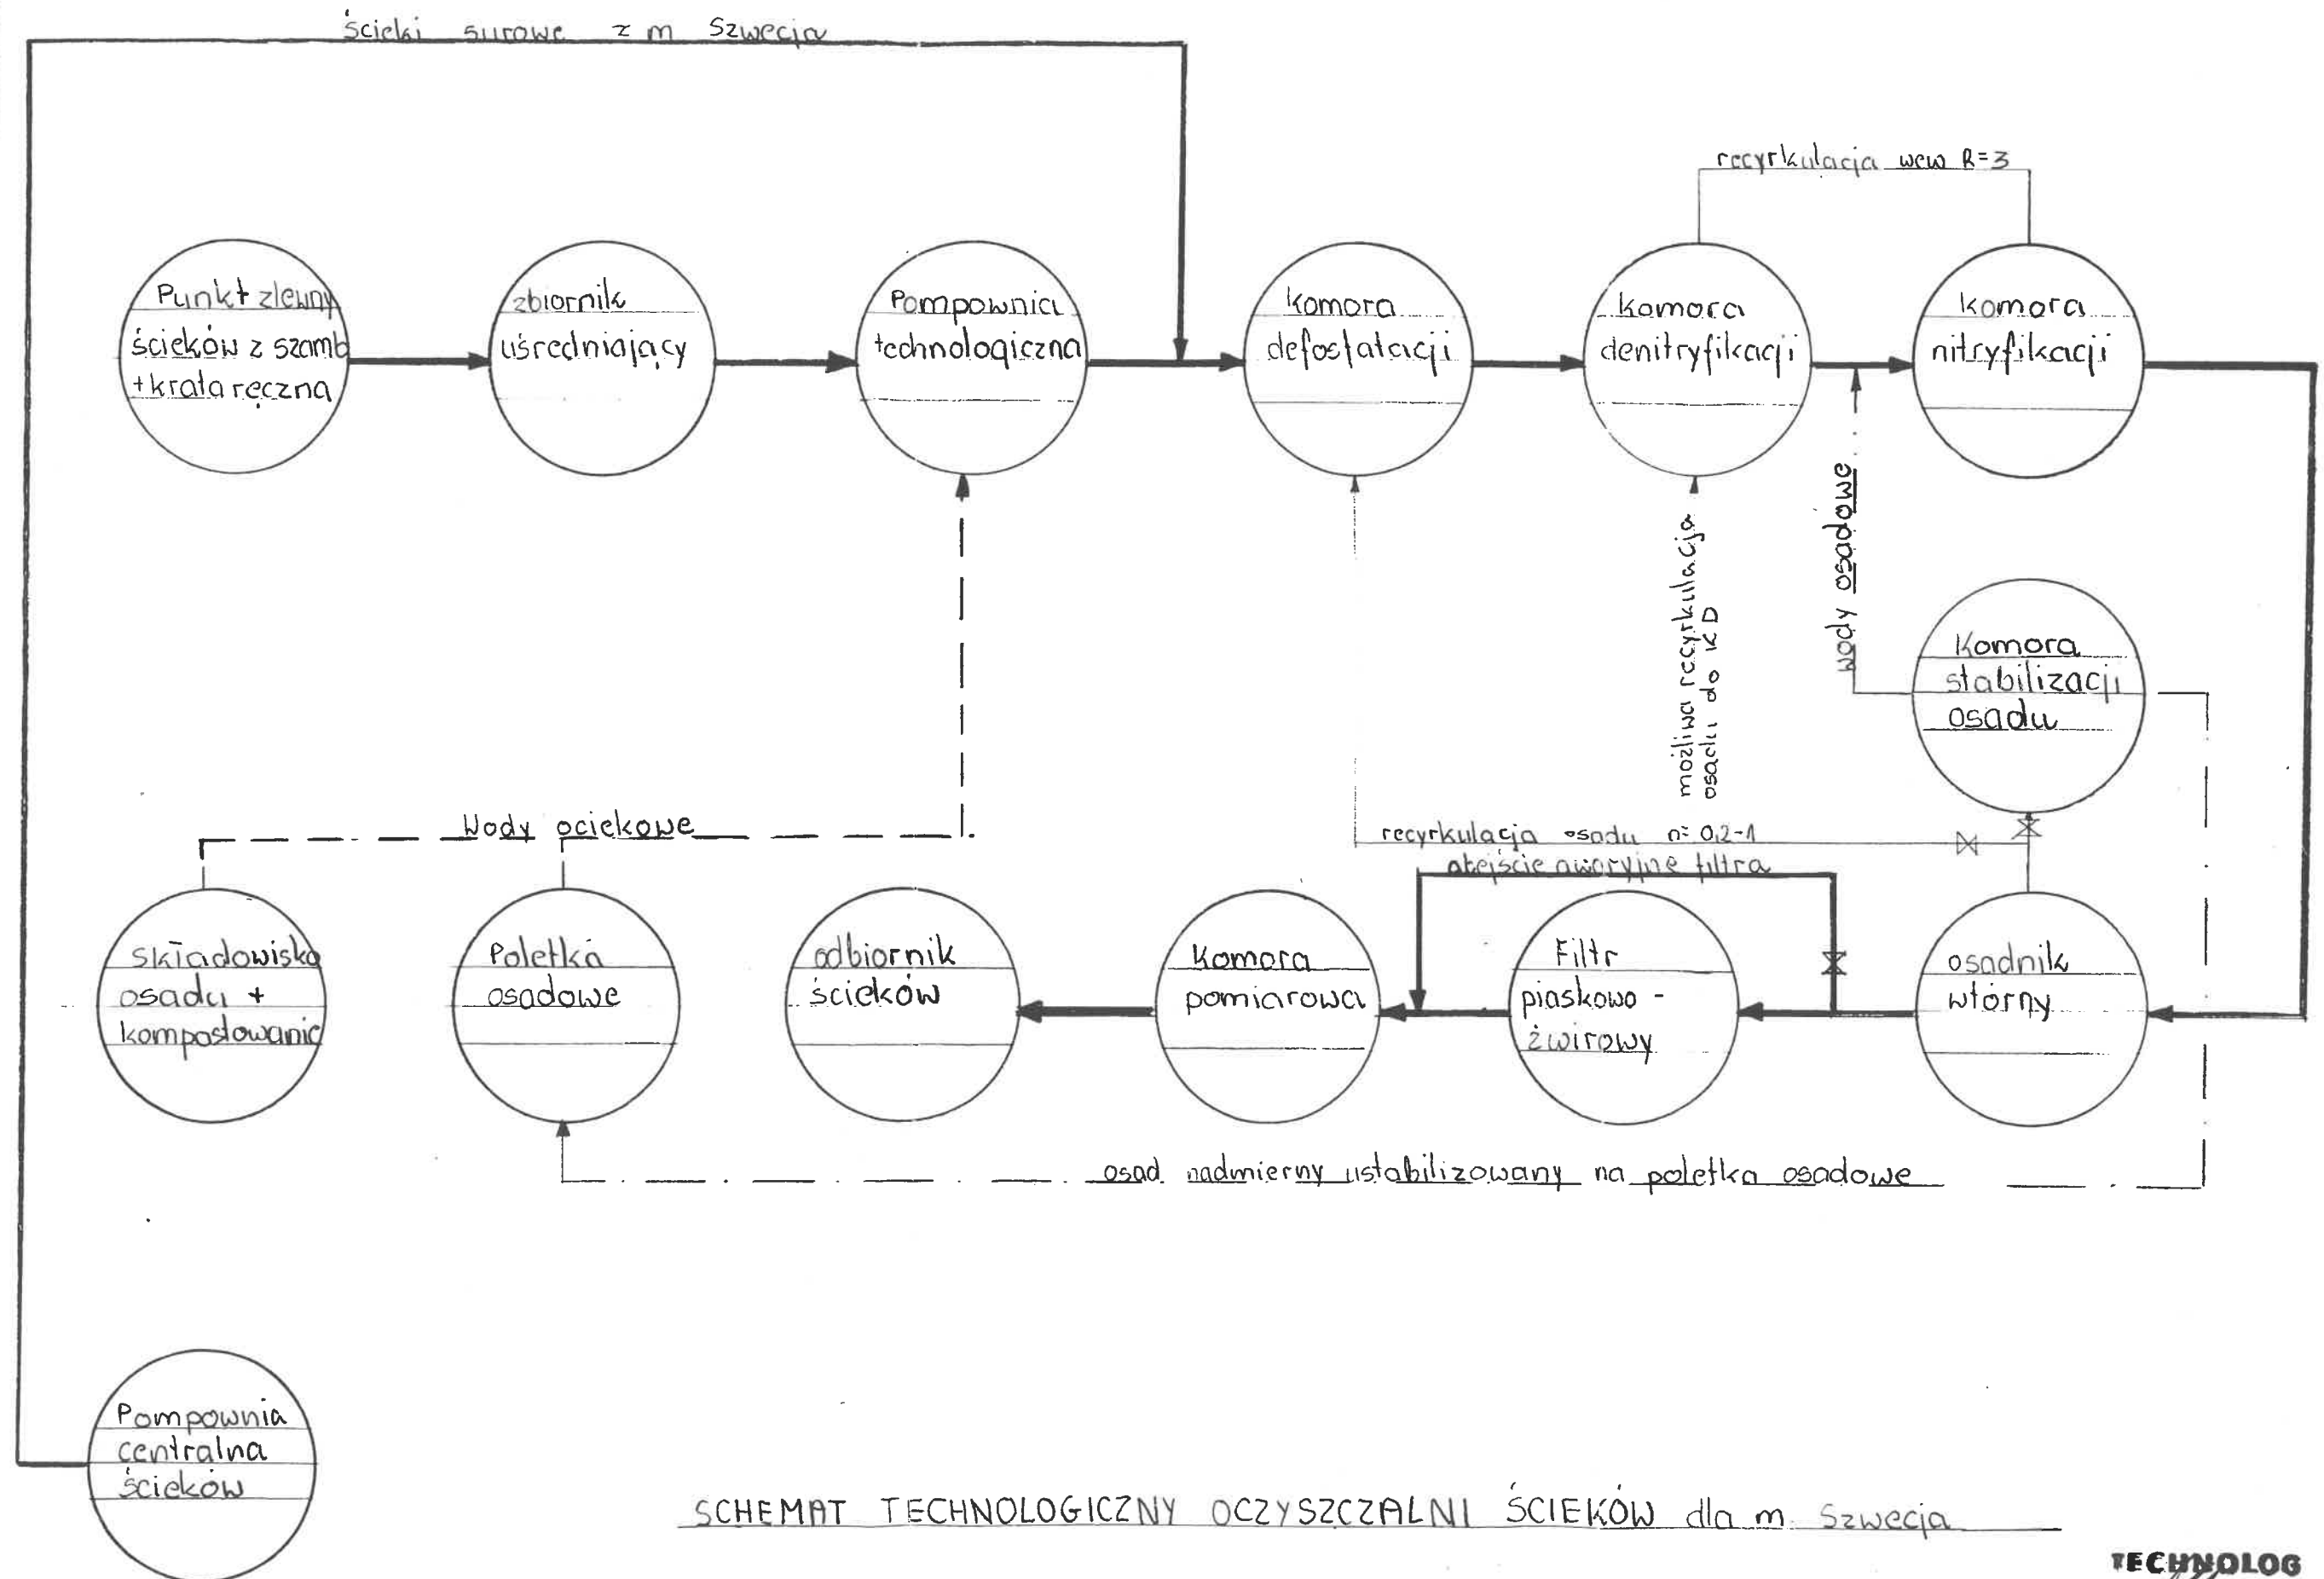 ścieki surowe z m Szwecja
recyrkulacja wew R=3
Punkt zlewny
ścieków z szamb
+ krata ręczna
zbiornik
uśredniający
Pompownia
technologiczna
Komora
defosfatacji
Komora
denitryfikacji
Komora
nitryfikacji
wody osadowe
możliwa recyrkulacja
osadu do KD
Komora
stabilizacji
osadu
Wody ociekowe
recyrkulacja osadu n=0,2-1
obejście awaryjne filtra
Składowisko
osadu +
kompostowanie
Poletka
osadowe
odbiornik
ścieków
Komora
pomiarowa
Filtr
piaskowo -
żwirowy
osadnik
wtórny
osad nadmierny ustabilizowany na poletka osadowe
Pompownia
centralna
ścieków
SCHEMAT TECHNOLOGICZNY OCZYSZCZALNI ŚCIEKÓW dla m. Szwecja
TECHNOLOG